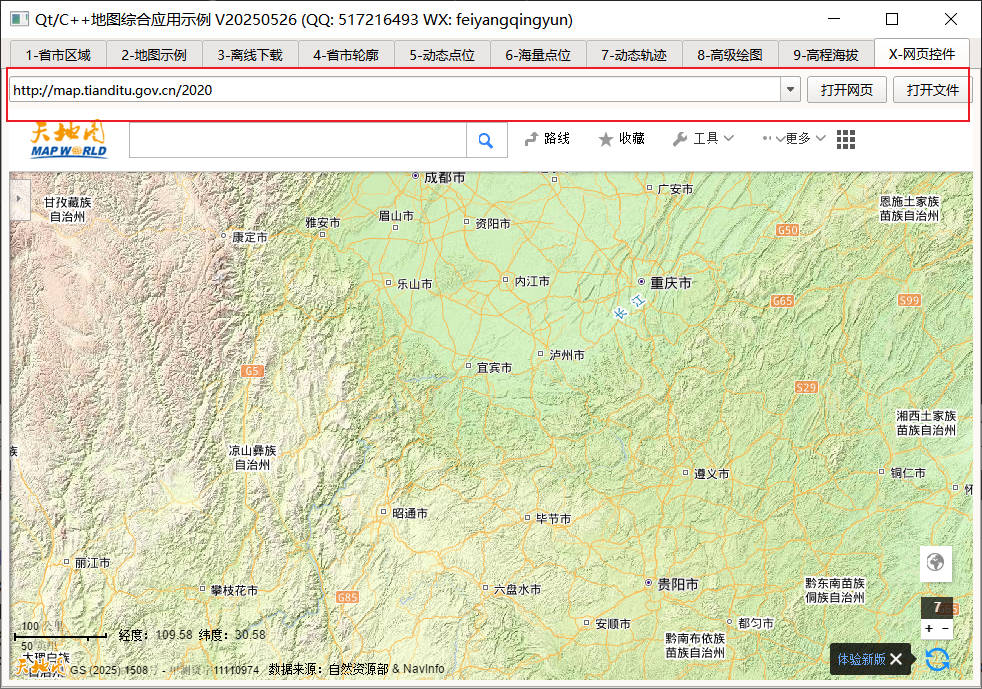 Qt/C++地图综合应用示例 V20250526 (QQ: 517216493 WX: feiyangqingyun)
1-省市区域 2-地图示例 3-离线下载 4-省市轮廓 5-动态点位 6-海量点位 7-动态轨迹 8-高级绘图 9-高程海拔 X-网页控件
http://map.tianditu.gov.cn/2020 打开网页 打开文件
天地图
MAP WORLD
路线 收藏 工具 更多
成都市
广安市
甘孜藏族
自治州
恩施土家族
苗族自治州
眉山市
雅安市
资阳市
G50
康定市
乐山市
内江市
重庆市
长江
G65
S99
泸州市
宜宾市
G5
S29
湘西土家族
苗族自治州
族
凉山彝族
自治州
遵义市
铜仁市
怀
昭通市
毕节市
丽江市
攀枝花市
六盘水市
贵阳市
黔东南苗族
侗族自治州
G85
7
安顺市
都匀市
100 公里
经度: 109.58 纬度: 30.58
黔南布依族
苗族自治州
+ -
50
大理白族
自治州
体验新版
天地图
GS (2025) 1508
11110974
数据来源：自然资源部 & NavInfo